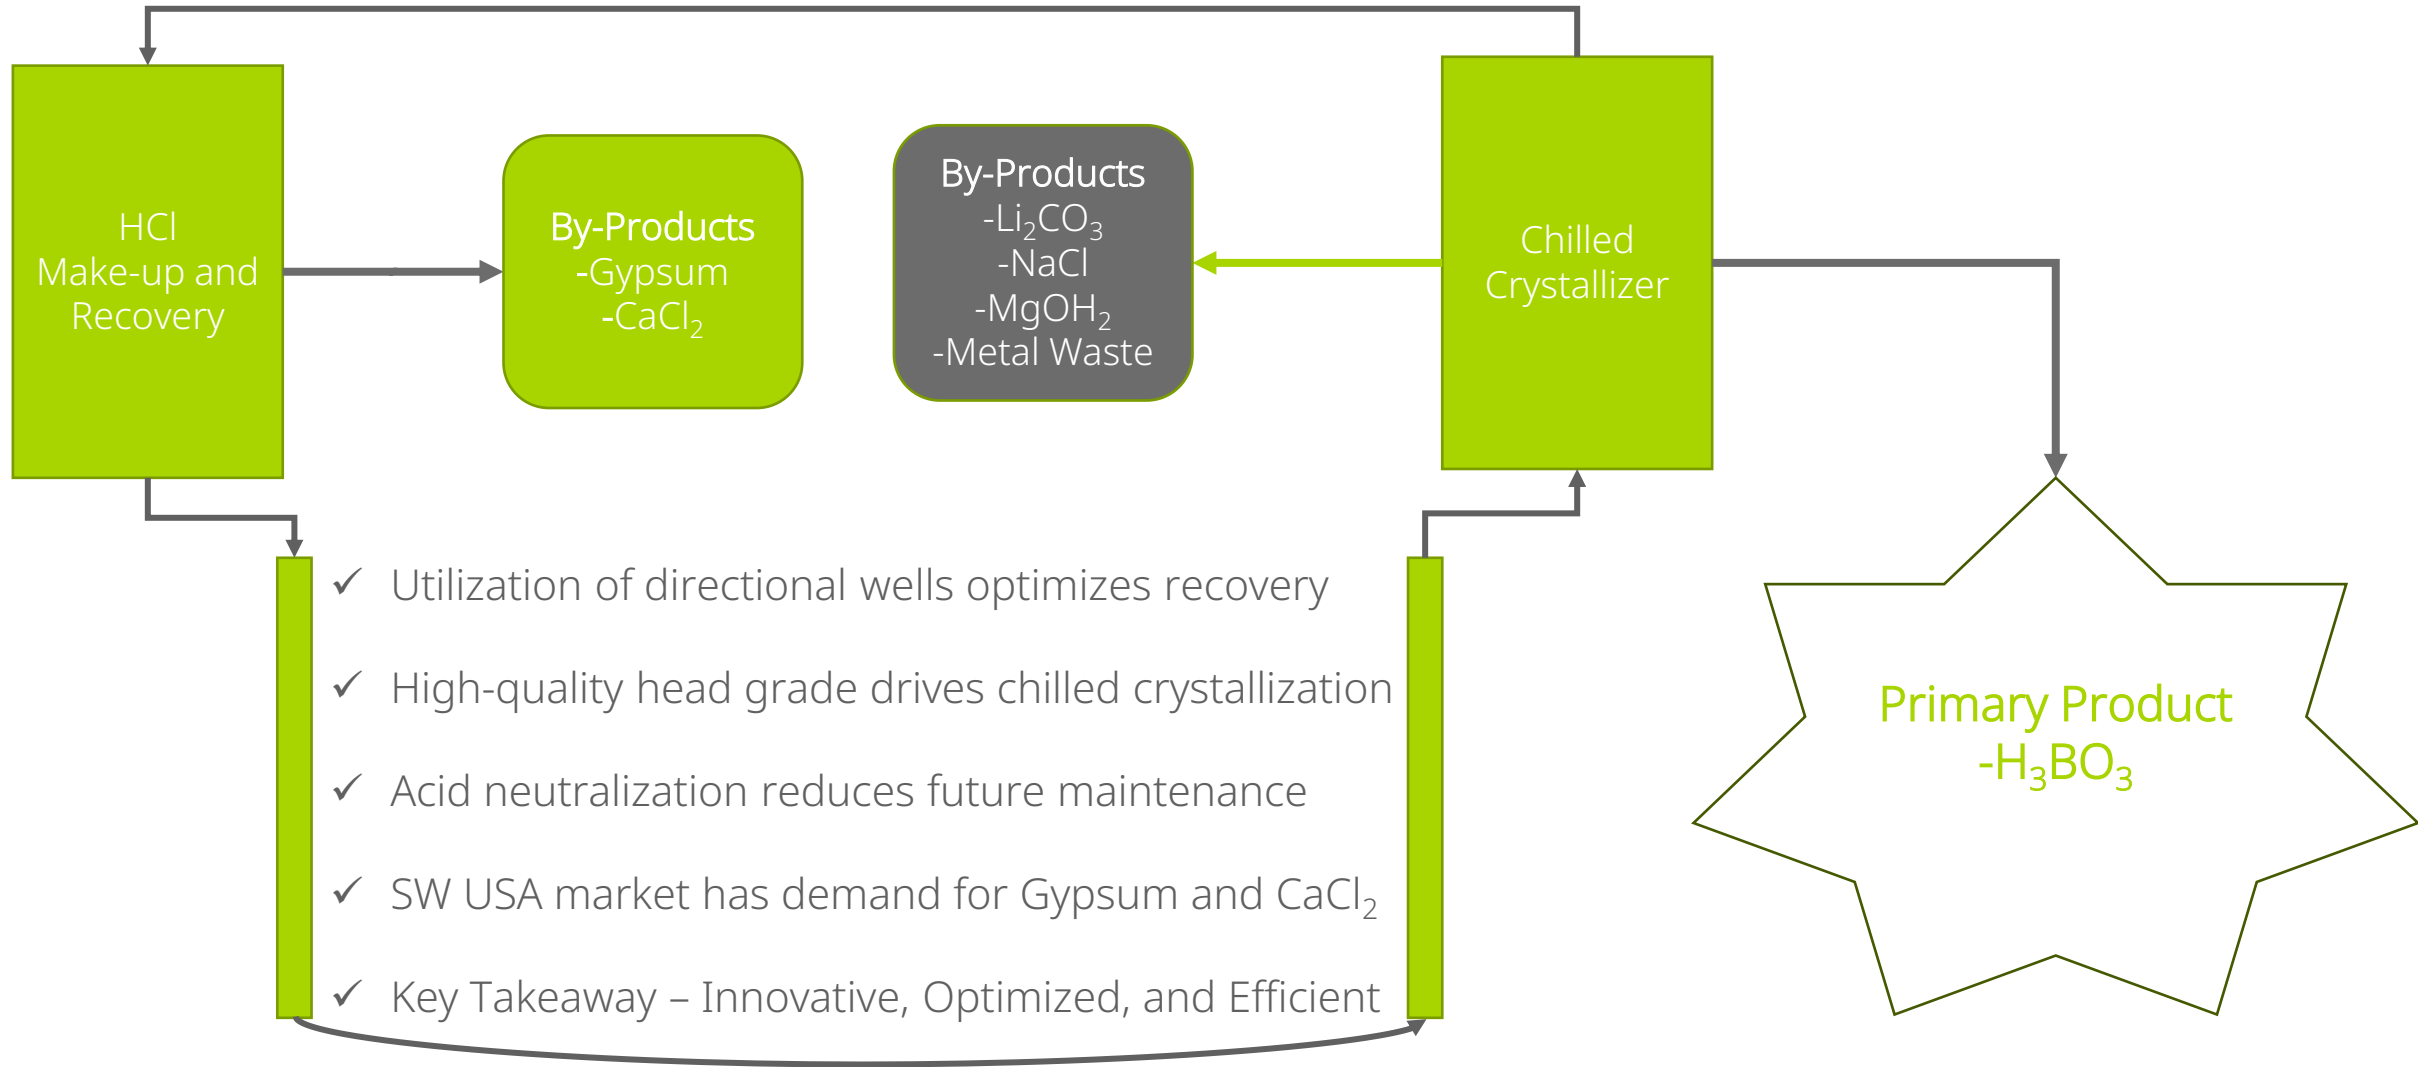 HCl
Make-up and
Recovery
By-Products
-Gypsum
-CaCl₂
By-Products
-Li₂CO₃
-NaCl
-MgOH₂
-Metal Waste
Chilled
Crystallizer
✓ Utilization of directional wells optimizes recovery
✓ High-quality head grade drives chilled crystallization
✓ Acid neutralization reduces future maintenance
✓ SW USA market has demand for Gypsum and CaCl₂
✓ Key Takeaway – Innovative, Optimized, and Efficient
Primary Product
-H₃BO₃